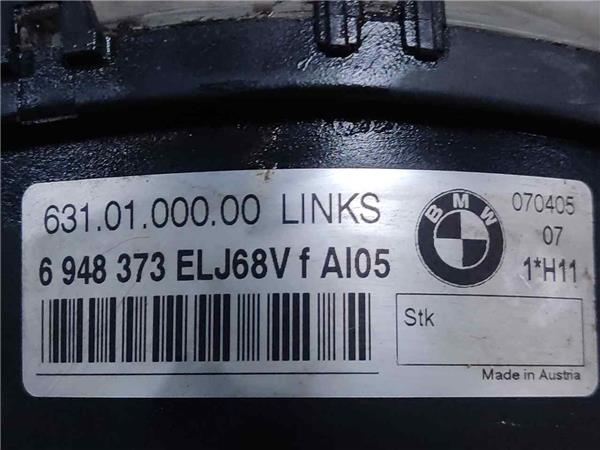 631.01.000.00 LINKS
6 948 373 ELJ68V f AI05
BMW
070405
07
1*H11
Stk
Made in Austria